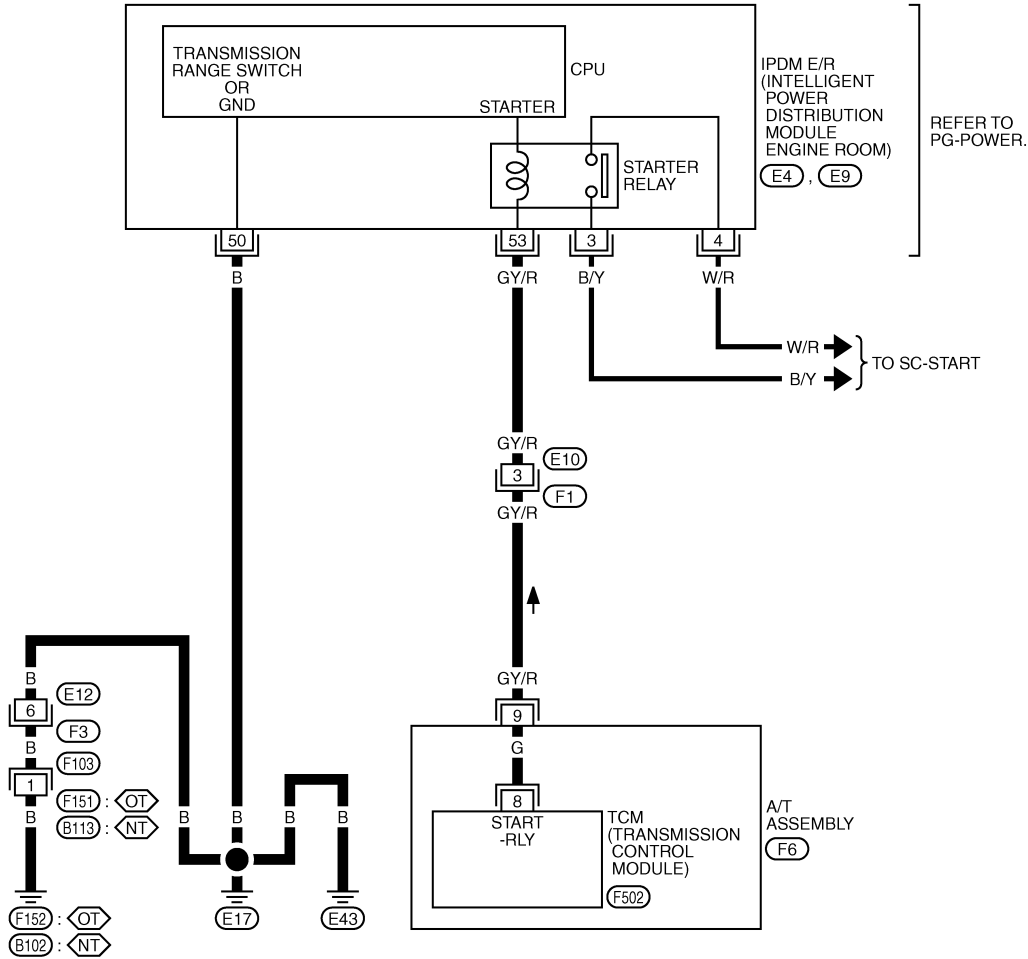 TRANSMISSION
RANGE SWITCH
OR
GND
STARTER
CPU
IPDM E/R
(INTELLIGENT
POWER
DISTRIBUTION
MODULE
ENGINE ROOM)
E4 , E9
REFER TO
PG-POWER.
STARTER
RELAY
50
53
3
4
B
GY/R
B/Y
W/R
W/R
B/Y
TO SC-START
GY/R
E10
3
F1
GY/R
GY/R
9
G
8
START
-RLY
TCM
(TRANSMISSION
CONTROL
MODULE)
F502
A/T
ASSEMBLY
F6
B
6
E12
F3
B
F103
1
F151 : OT
B113 : NT
B
B
B
B
B
F152 : OT
B102 : NT
E17
E43